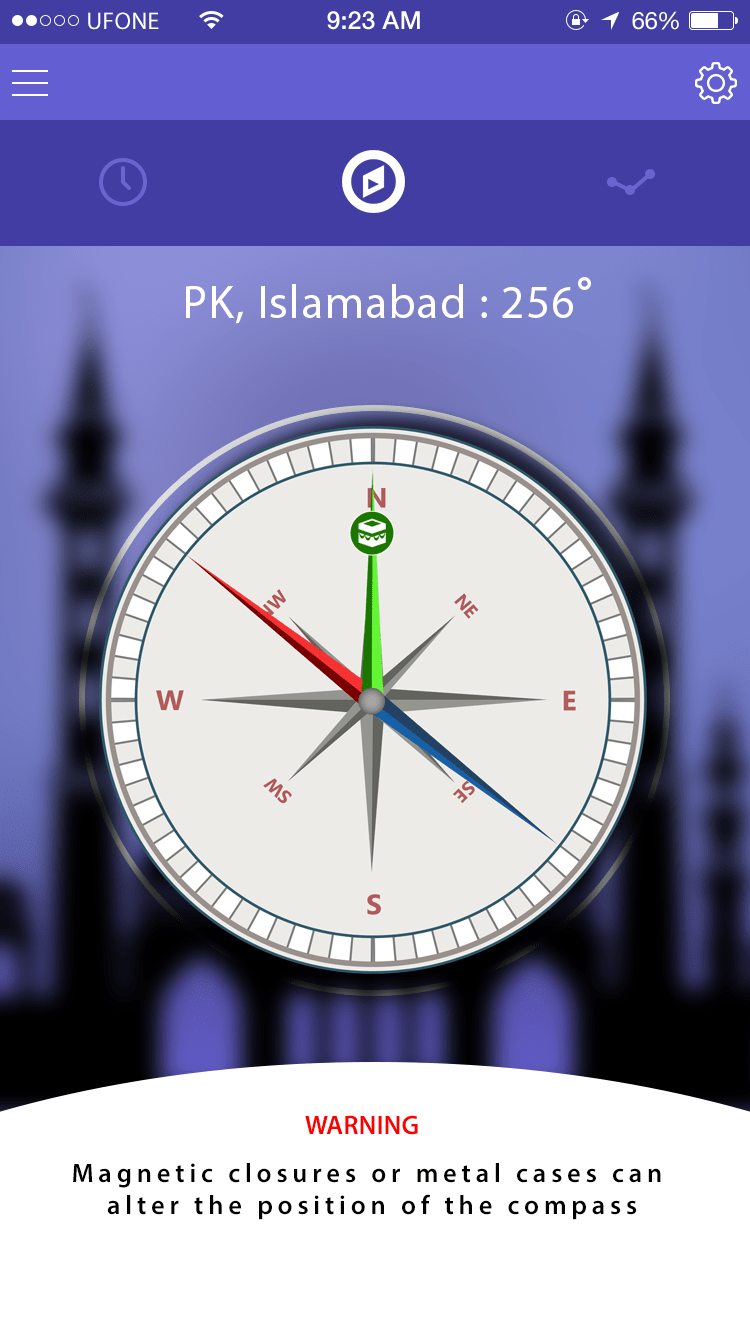 UFONE
9:23 AM
66%
PK, Islamabad : 256°
N
NW
NE
W
E
SW
SE
S
WARNING
Magnetic closures or metal cases can
alter the position of the compass